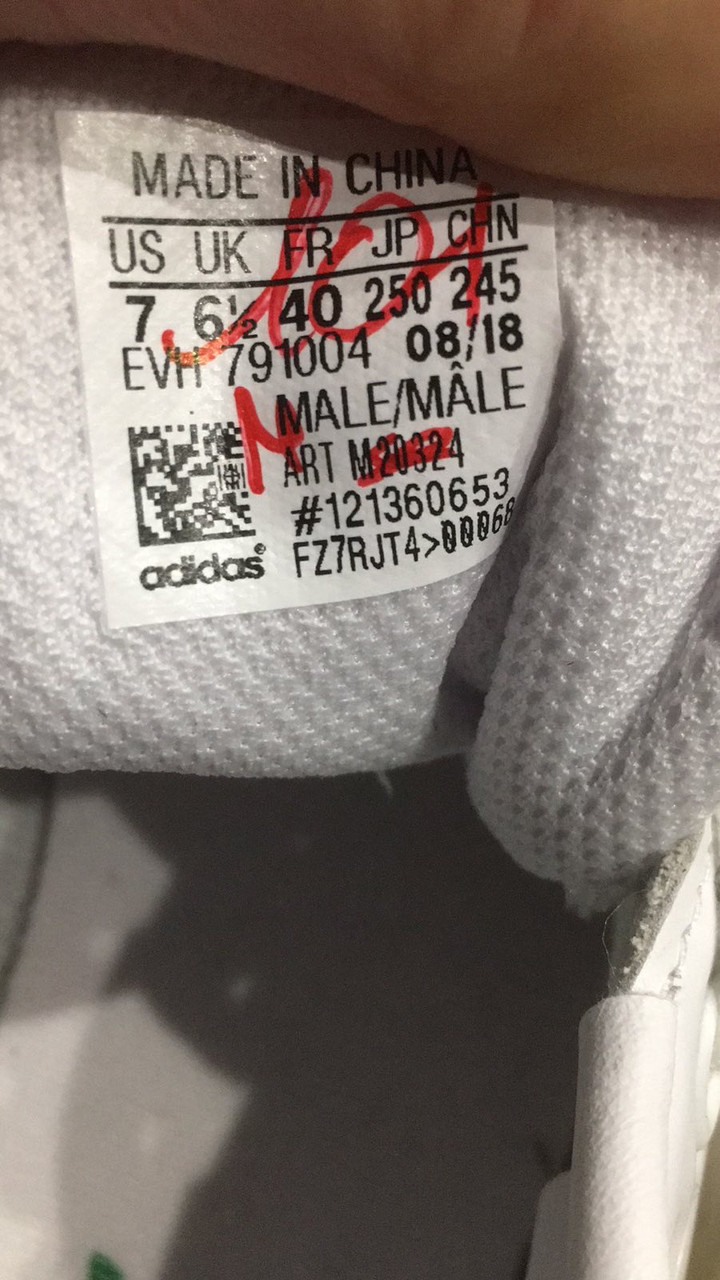 MADE IN CHINA
US UK FR JP CHN
7 6½ 40 250 245
EVH 791004 08/18
MALE/MÂLE
ART M20324
#121360653
FZ7RJT4>00068
adidas®